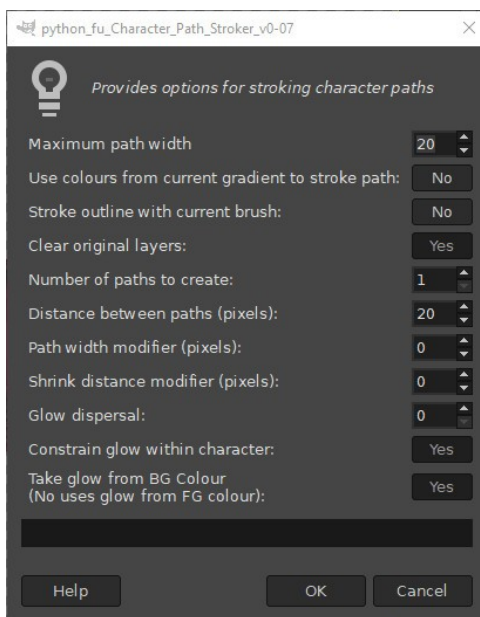 python_fu_Character_Path_Stroker_v0-07
Provides options for stroking character paths
Maximum path width 20
Use colours from current gradient to stroke path: No
Stroke outline with current brush: No
Clear original layers: Yes
Number of paths to create: 1
Distance between paths (pixels): 20
Path width modifier (pixels): 0
Shrink distance modifier (pixels): 0
Glow dispersal: 0
Constrain glow within character: Yes
Take glow from BG Colour
(No uses glow from FG colour): Yes
Help OK Cancel